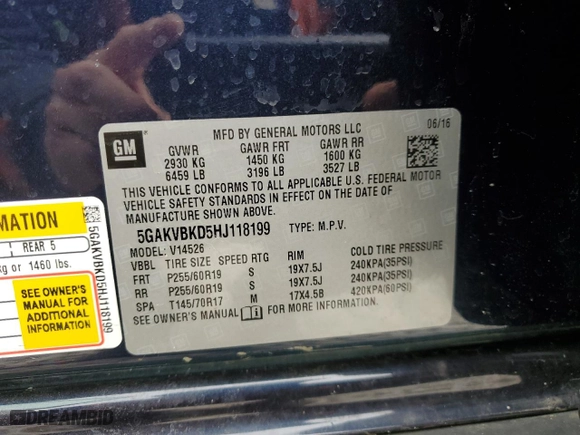 GM
MFD BY GENERAL MOTORS LLC
06/16
GVWR GAWR FRT GAWR RR
2930 KG 1450 KG 1600 KG
6459 LB 3196 LB 3527 LB
THIS VEHICLE CONFORMS TO ALL APPLICABLE U.S. FEDERAL MOTOR
VEHICLE SAFETY STANDARDS IN EFFECT ON THE DATE OF
MANUFACTURE SHOWN ABOVE.
5GAKVBKD5HJ118199 TYPE: M.P.V.
MODEL: V14526
VBBL TIRE SIZE SPEED RTG RIM COLD TIRE PRESSURE
FRT P255/60R19 S 19X7.5J 240KPA(35PSI)
RR P255/60R19 S 19X7.5J 240KPA(35PSI)
SPA T145/70R17 M 17X4.5B 420KPA(60PSI)
SEE OWNER'S MANUAL FOR MORE INFORMATION.
MATION
REAR 5
kg or 1460 lbs.
SEE OWNER'S
MANUAL FOR
ADDITIONAL
INFORMATION
5GAKVBKD5HJ118199
DREAMBID